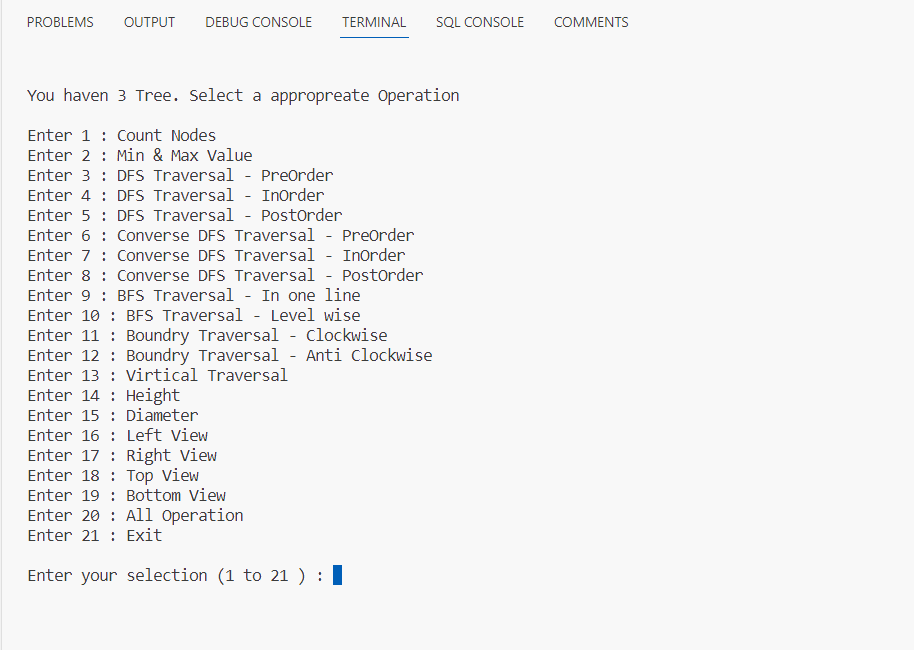 PROBLEMS OUTPUT DEBUG CONSOLE TERMINAL SQL CONSOLE COMMENTS
You haven 3 Tree. Select a appropreate Operation
Enter 1 : Count Nodes
Enter 2 : Min & Max Value
Enter 3 : DFS Traversal - PreOrder
Enter 4 : DFS Traversal - InOrder
Enter 5 : DFS Traversal - PostOrder
Enter 6 : Converse DFS Traversal - PreOrder
Enter 7 : Converse DFS Traversal - InOrder
Enter 8 : Converse DFS Traversal - PostOrder
Enter 9 : BFS Traversal - In one line
Enter 10 : BFS Traversal - Level wise
Enter 11 : Boundry Traversal - Clockwise
Enter 12 : Boundry Traversal - Anti Clockwise
Enter 13 : Virtical Traversal
Enter 14 : Height
Enter 15 : Diameter
Enter 16 : Left View
Enter 17 : Right View
Enter 18 : Top View
Enter 19 : Bottom View
Enter 20 : All Operation
Enter 21 : Exit
Enter your selection (1 to 21 ) :